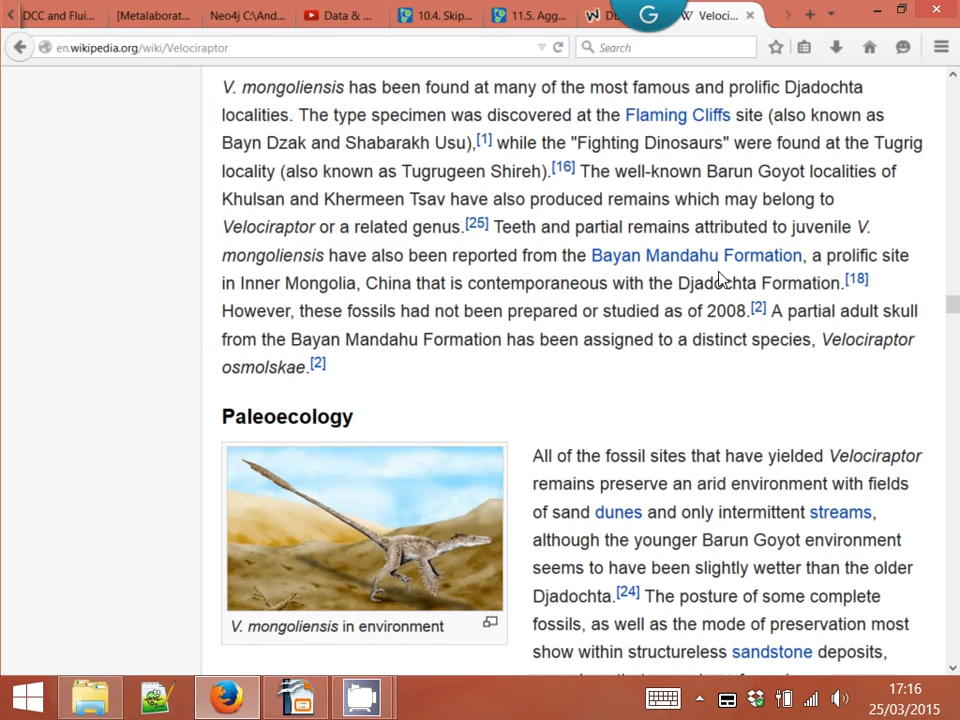 DCC and Flui...
[Metalaborat...
Neo4j C:\And...
Data & ...
10.4. Skip...
11.5. Agg...
Veloci...
en.wikipedia.org/wiki/Velociraptor
Search
V. mongoliensis has been found at many of the most famous and prolific Djadochta
localities. The type specimen was discovered at the Flaming Cliffs site (also known as
Bayn Dzak and Shabarakh Usu),[1] while the "Fighting Dinosaurs" were found at the Tugrig
locality (also known as Tugrugeen Shireh).[16] The well-known Barun Goyot localities of
Khulsan and Khermeen Tsav have also produced remains which may belong to
Velociraptor or a related genus.[25] Teeth and partial remains attributed to juvenile V.
mongoliensis have also been reported from the Bayan Mandahu Formation, a prolific site
in Inner Mongolia, China that is contemporaneous with the Djadochta Formation.[18]
However, these fossils had not been prepared or studied as of 2008.[2] A partial adult skull
from the Bayan Mandahu Formation has been assigned to a distinct species, Velociraptor
osmolskae.[2]
Paleoecology
V. mongoliensis in environment
All of the fossil sites that have yielded Velociraptor
remains preserve an arid environment with fields
of sand dunes and only intermittent streams,
although the younger Barun Goyot environment
seems to have been slightly wetter than the older
Djadochta.[24] The posture of some complete
fossils, as well as the mode of preservation most
show within structureless sandstone deposits,
17:16
25/03/2015